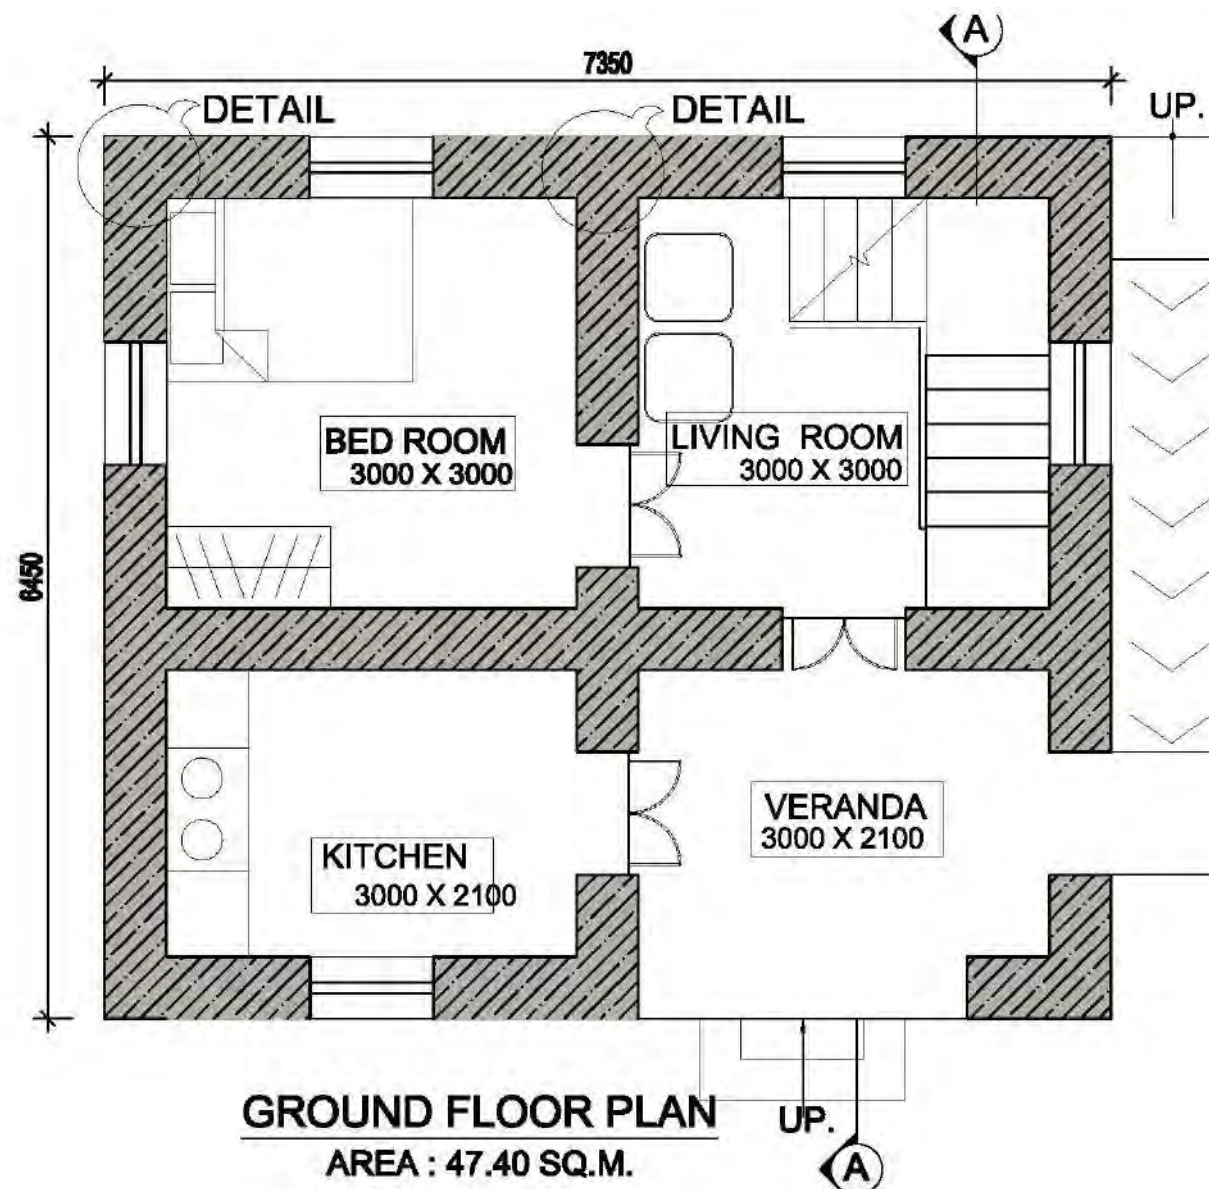 A
7350
DETAIL
DETAIL
UP.
BED ROOM
3000 X 3000
LIVING ROOM
3000 X 3000
6450
VERANDA
3000 X 2100
KITCHEN
3000 X 2100
GROUND FLOOR PLAN
UP.
AREA : 47.40 SQ.M.
A